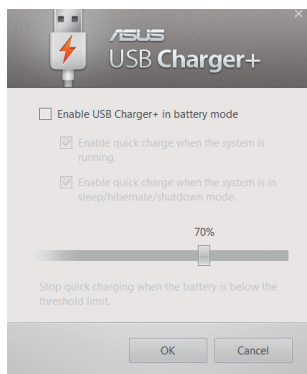 ASUS
USB Charger+
Enable USB Charger+ in battery mode
Enable quick charge when the system is
running.
Enable quick charge when the system is in
sleep/hibernate/shutdown mode.
70%
Stop quick charging when the battery is below the
threshold limit.
OK
Cancel